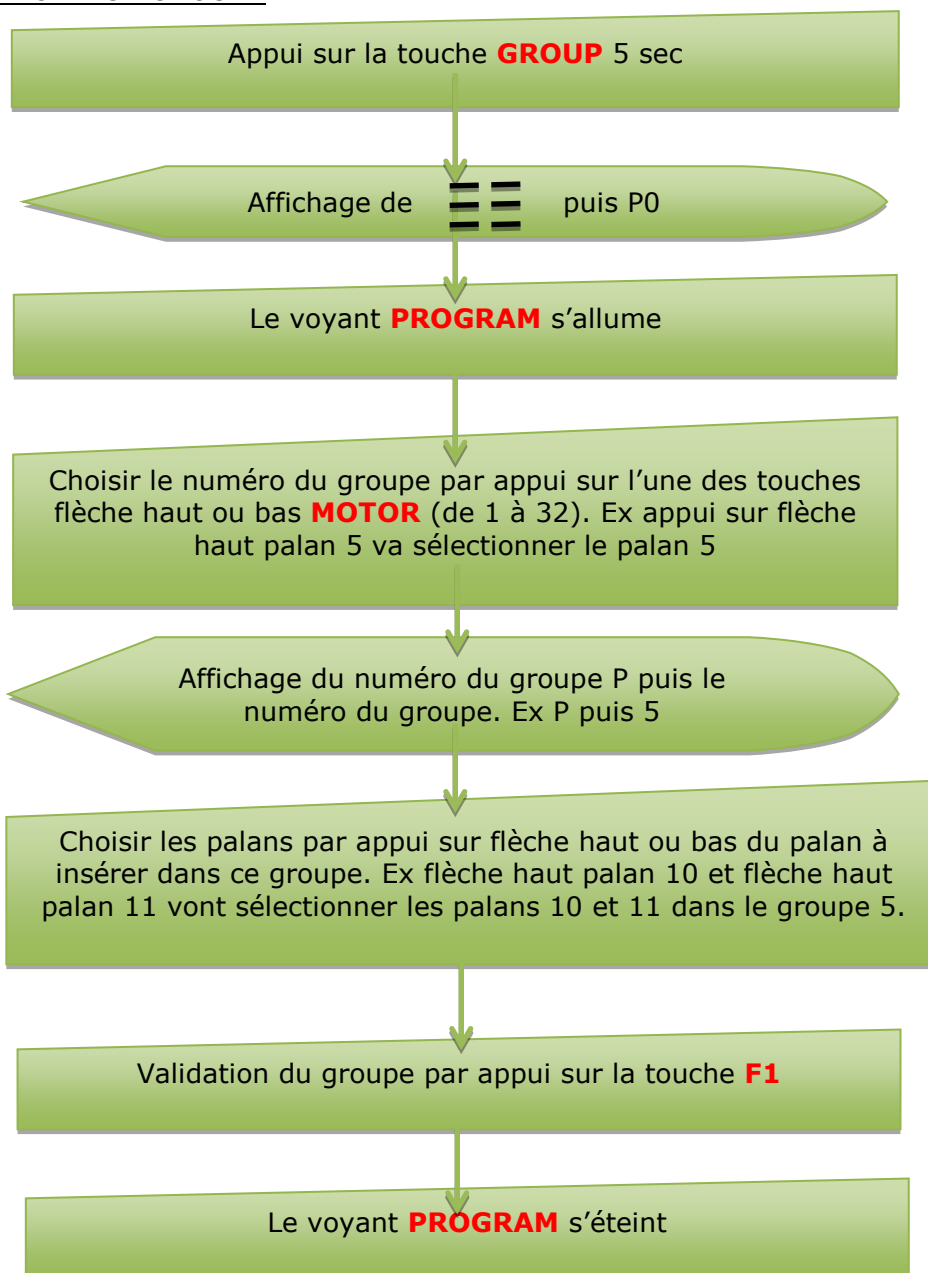 Appui sur la touche GROUP 5 sec
Affichage de puis P0
Le voyant PROGRAM s’allume
Choisir le numéro du groupe par appui sur l’une des touches
flèche haut ou bas MOTOR (de 1 à 32). Ex appui sur flèche
haut palan 5 va sélectionner le palan 5
Affichage du numéro du groupe P puis le
numéro du groupe. Ex P puis 5
Choisir les palans par appui sur flèche haut ou bas du palan à
insérer dans ce groupe. Ex flèche haut palan 10 et flèche haut
palan 11 vont sélectionner les palans 10 et 11 dans le groupe 5.
Validation du groupe par appui sur la touche F1
Le voyant PROGRAM s’éteint